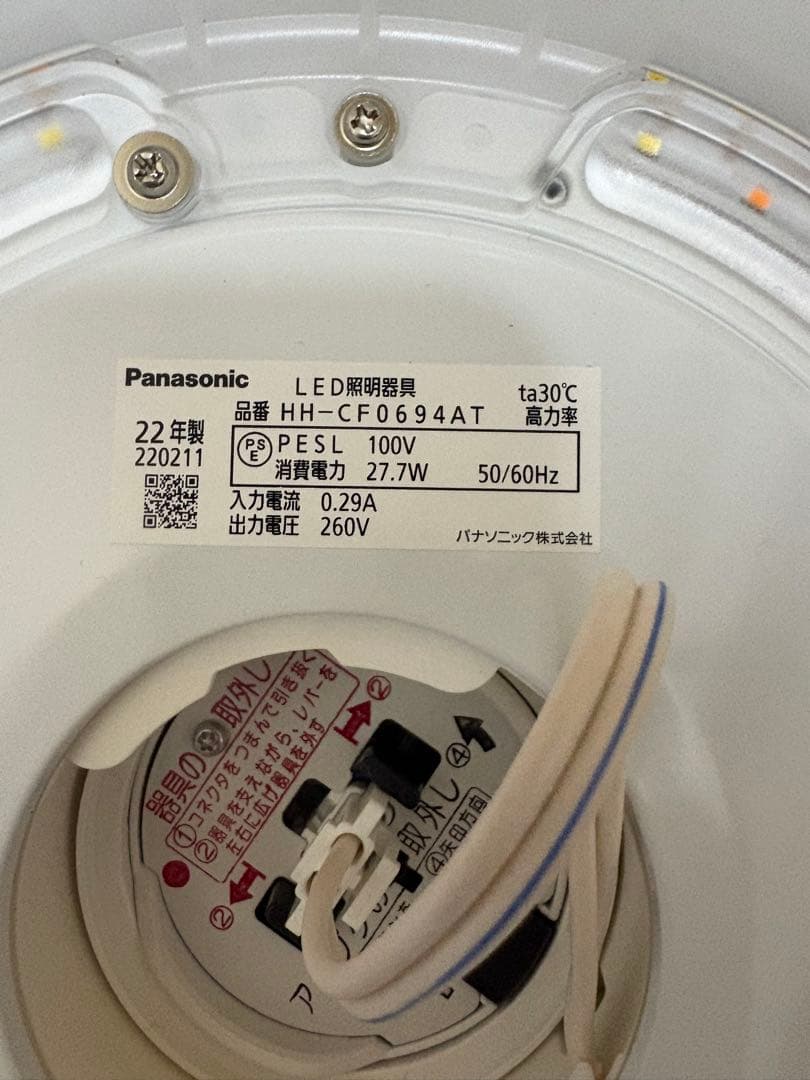 Panasonic
LED照明器具
ta30℃
品番 HH-CF0694AT
高力率
22年製
220211
PSE PESL 100V
消費電力 27.7W 50/60Hz
入力電流 0.29A
出力電圧 260V
パナソニック株式会社
器具の取外し
①コネクタをつまんで引き抜く
②器具を支えながら、レバーを
左右に広げ器具を外す
②
②
④
取外し
④矢印方向
ア